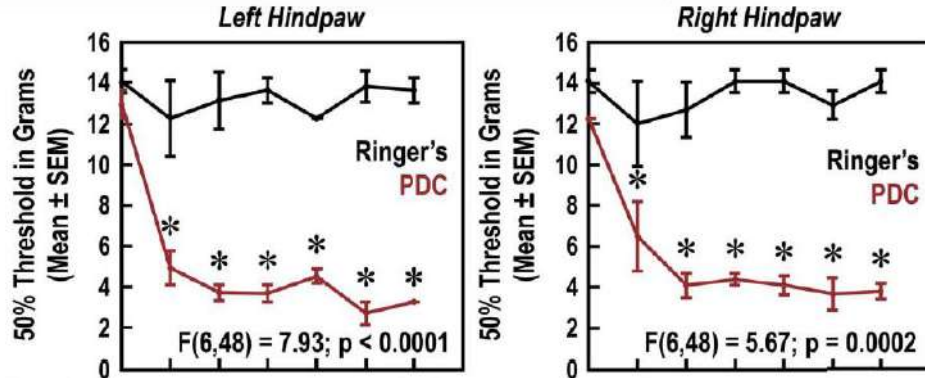 Left Hindpaw
50% Threshold in Grams
(Mean ± SEM)
16
14
12
10
8
6
4
2
0
Ringer's
PDC
*
*
*
*
*
*
F(6,48) = 7.93; p < 0.0001
Right Hindpaw
50% Threshold in Grams
(Mean ± SEM)
16
14
12
10
8
6
4
2
0
Ringer's
PDC
*
*
*
*
*
*
F(6,48) = 5.67; p = 0.0002